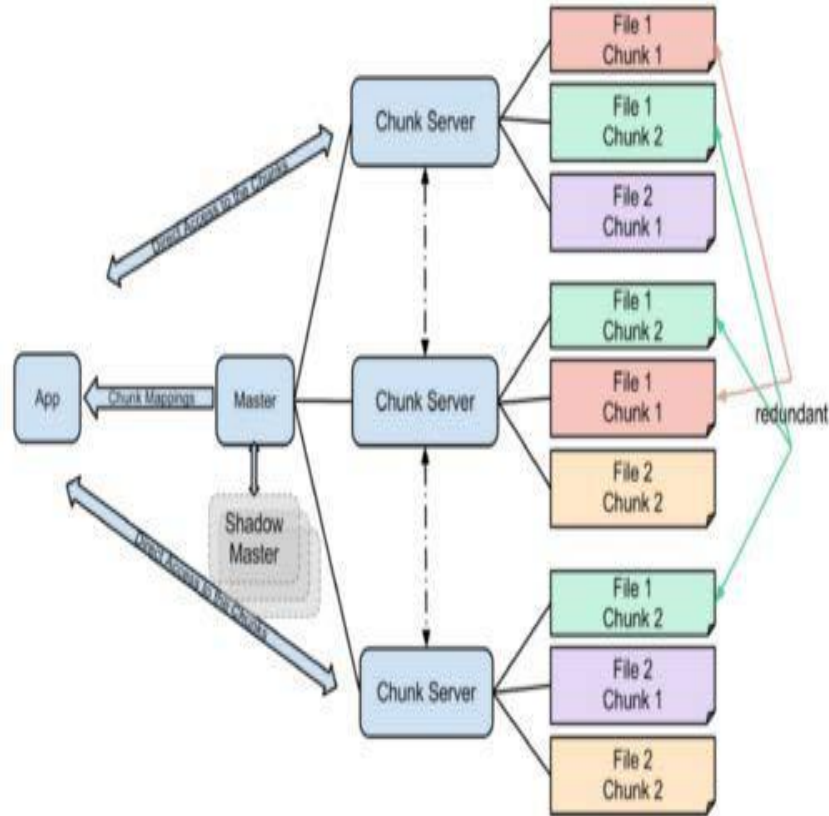 File 1
Chunk 1
Chunk Server
File 1
Chunk 2
Direct Access to the Chunks
File 2
Chunk 1
File 1
Chunk 2
App
Chunk Mappings
Master
Chunk Server
File 1
Chunk 1
redundant
File 2
Chunk 2
Shadow
Master
Direct Access to the Chunks
File 1
Chunk 2
Chunk Server
File 2
Chunk 1
File 2
Chunk 2